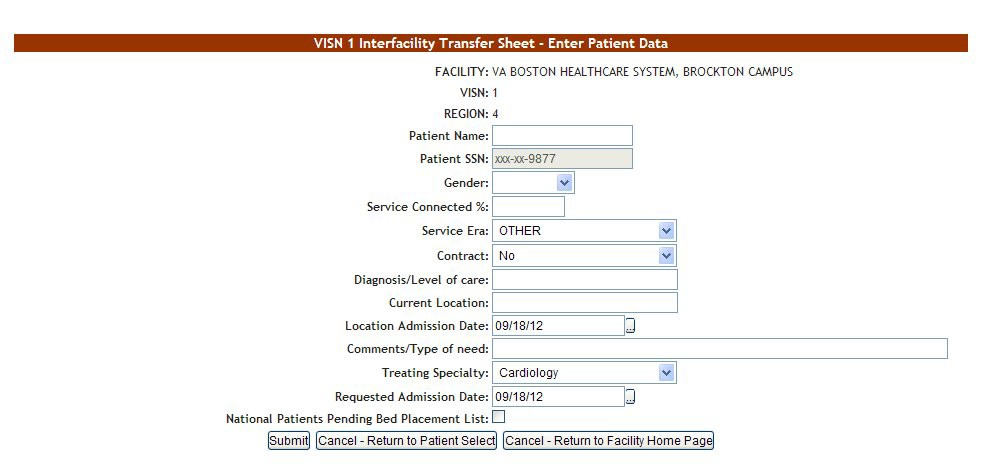 VISN 1 Interfacility Transfer Sheet - Enter Patient Data
FACILITY: VA BOSTON HEALTHCARE SYSTEM, BROCKTON CAMPUS
VISN: 1
REGION: 4
Patient Name:
Patient SSN: xxx-xx-9877
Gender:
Service Connected %:
Service Era: OTHER
Contract: No
Diagnosis/Level of care:
Current Location:
Location Admission Date: 09/18/12 ...
Comments/Type of need:
Treating Specialty: Cardiology
Requested Admission Date: 09/18/12 ...
National Patients Pending Bed Placement List:
Submit Cancel - Return to Patient Select Cancel - Return to Facility Home Page